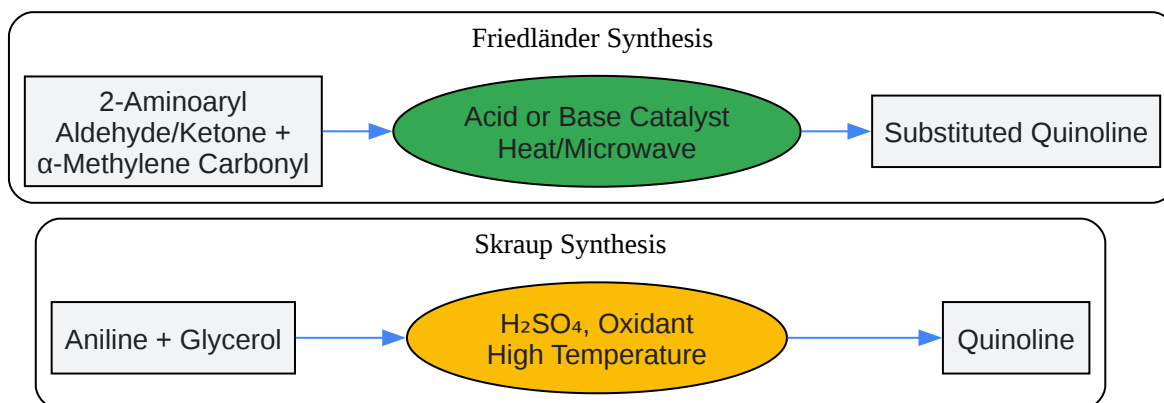 Friedländer Synthesis
2-Aminoaryl
Aldehyde/Ketone +
α-Methylene Carbonyl
Acid or Base Catalyst
Heat/Microwave
Substituted Quinoline
Skraup Synthesis
Aniline + Glycerol
H₂SO₄, Oxidant
High Temperature
Quinoline